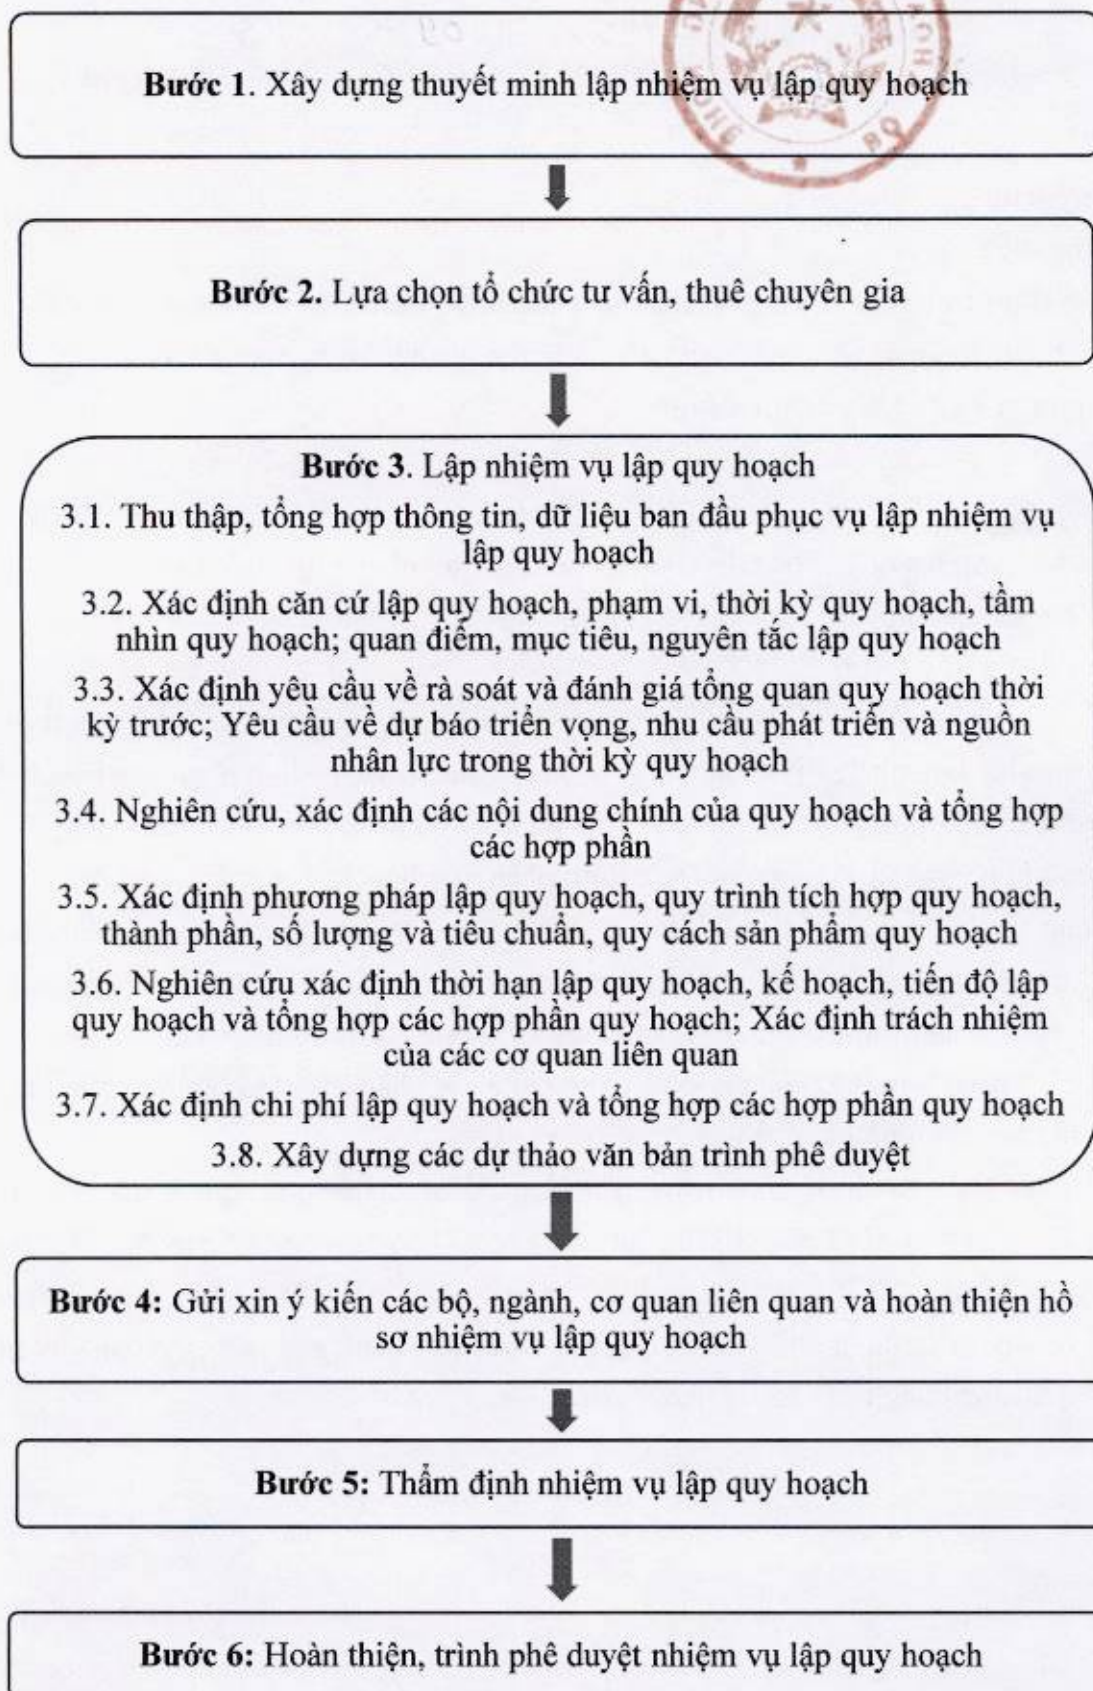 Bước 1. Xây dựng thuyết minh lập nhiệm vụ lập quy hoạch
Bước 2. Lựa chọn tổ chức tư vấn, thuê chuyên gia
Bước 3. Lập nhiệm vụ lập quy hoạch
3.1. Thu thập, tổng hợp thông tin, dữ liệu ban đầu phục vụ lập nhiệm vụ
lập quy hoạch
3.2. Xác định căn cứ lập quy hoạch, phạm vi, thời kỳ quy hoạch, tầm
nhìn quy hoạch; quan điểm, mục tiêu, nguyên tắc lập quy hoạch
3.3. Xác định yêu cầu về rà soát và đánh giá tổng quan quy hoạch thời
kỳ trước; Yêu cầu về dự báo triển vọng, nhu cầu phát triển và nguồn
nhân lực trong thời kỳ quy hoạch
3.4. Nghiên cứu, xác định các nội dung chính của quy hoạch và tổng hợp
các hợp phần
3.5. Xác định phương pháp lập quy hoạch, quy trình tích hợp quy hoạch,
thành phần, số lượng và tiêu chuẩn, quy cách sản phẩm quy hoạch
3.6. Nghiên cứu xác định thời hạn lập quy hoạch, kế hoạch, tiến độ lập
quy hoạch và tổng hợp các hợp phần quy hoạch; Xác định trách nhiệm
của các cơ quan liên quan
3.7. Xác định chi phí lập quy hoạch và tổng hợp các hợp phần quy hoạch
3.8. Xây dựng các dự thảo văn bản trình phê duyệt
Bước 4: Gửi xin ý kiến các bộ, ngành, cơ quan liên quan và hoàn thiện hồ
sơ nhiệm vụ lập quy hoạch
Bước 5: Thẩm định nhiệm vụ lập quy hoạch
Bước 6: Hoàn thiện, trình phê duyệt nhiệm vụ lập quy hoạch